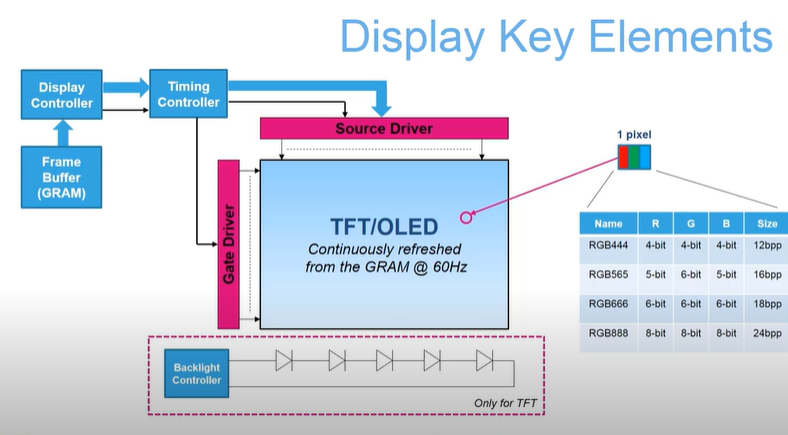 Display Key Elements
Display
Controller
Timing
Controller
Frame
Buffer
(GRAM)
Source Driver
Gate Driver
TFT/OLED
Continuously refreshed
from the GRAM @ 60Hz
1 pixel
Name R G B Size
RGB444 4-bit 4-bit 4-bit 12bpp
RGB565 5-bit 6-bit 5-bit 16bpp
RGB666 6-bit 6-bit 6-bit 18bpp
RGB888 8-bit 8-bit 8-bit 24bpp
Backlight
Controller
Only for TFT